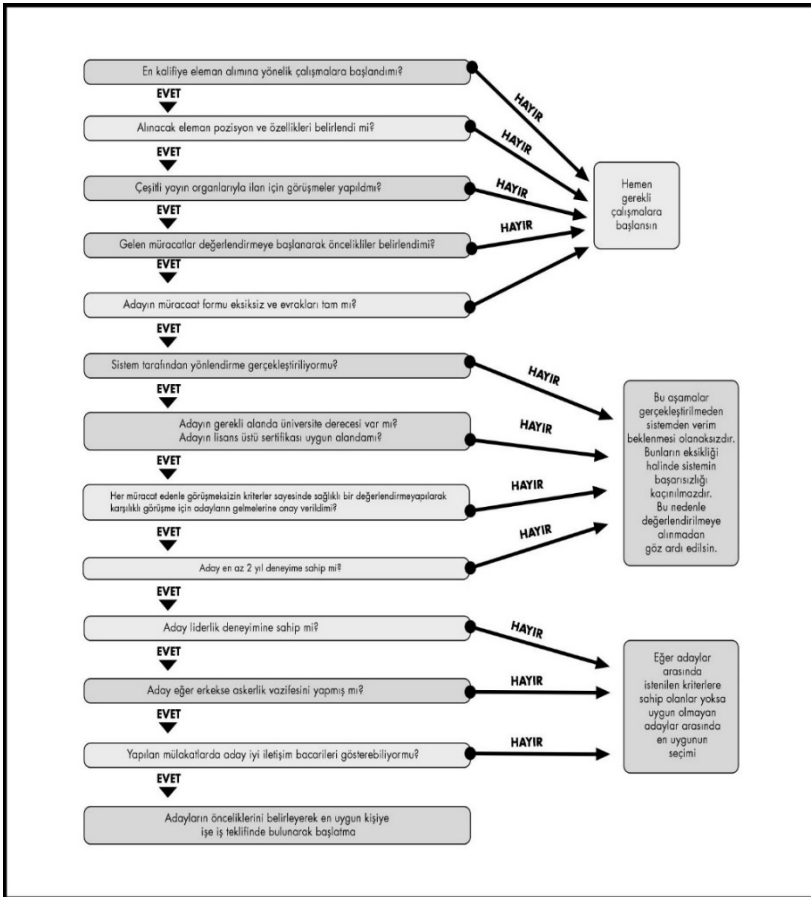 En kalifiye eleman alımına yönelik çalışmalara başlandımı?
HAYIR
EVET
Alınacak eleman pozisyon ve özellikleri belirlendi mi?
HAYIR
EVET
Çeşitli yayın organlarıyla ilan için görüşmeler yapıldmı?
HAYIR
EVET
Gelen müracatlar değerlendirmeye başlanarak öncelikliler belirlendimi?
HAYIR
EVET
Adayın müracaat formu eksiksiz ve evrakları tam mı?
Hemen
gerekli
çalışmalara
başlansın
EVET
Sistem tarafından yönlendirme gerçekleştiriliyormu?
HAYIR
EVET
Adayın gerekli alanda üniversite derecesi var mı?
Adayın lisans üstü sertifikası uygun alandamı?
HAYIR
EVET
Her müracat edenle görüşmeksizin kriterler sayesinde sağlıklı bir değerlendirmeyapılarak
karşılıklı görüşme için adayların gelmelerine onay verildimi?
HAYIR
EVET
Aday en az 2 yıl deneyime sahip mi?
HAYIR
Bu aşamalar
gerçekleştirilmeden
sistemden verim
beklenmesi olanaksızdır.
Bunların eksikliği
halinde sistemin
başarısızlığı
kaçınılmazdır.
Bu nedenle
değerlendirilmeye
alınmadan
göz ardı edilsin.
EVET
Aday liderlik deneyimine sahip mi?
HAYIR
EVET
Aday eğer erkekse askerlik vazifesini yapmış mı?
HAYIR
EVET
Yapılan mülakatlarda aday iyi iletişim bacarileri gösterebiliyormu?
HAYIR
Eğer adaylar
arasında
istenilen kriterlere
sahip olanlar yoksa
uygun olmayan
adaylar arasında
en uygunun
seçimi
EVET
Adayların önceliklerini belirleyerek en uygun kişiye
işe iş teklifinde bulunarak başlatma